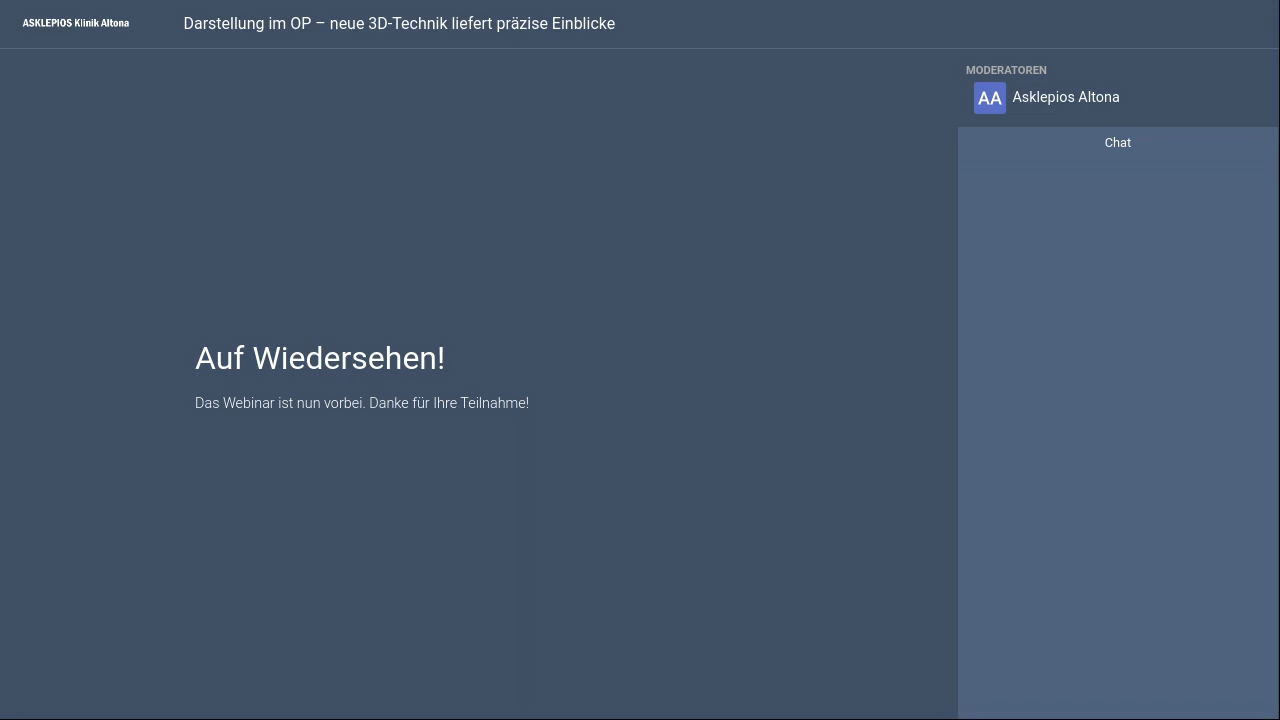 ASKLEPIOS Klinik Altona
Darstellung im OP – neue 3D-Technik liefert präzise Einblicke
MODERATOREN
AA Asklepios Altona
Chat
Auf Wiedersehen!
Das Webinar ist nun vorbei. Danke für Ihre Teilnahme!